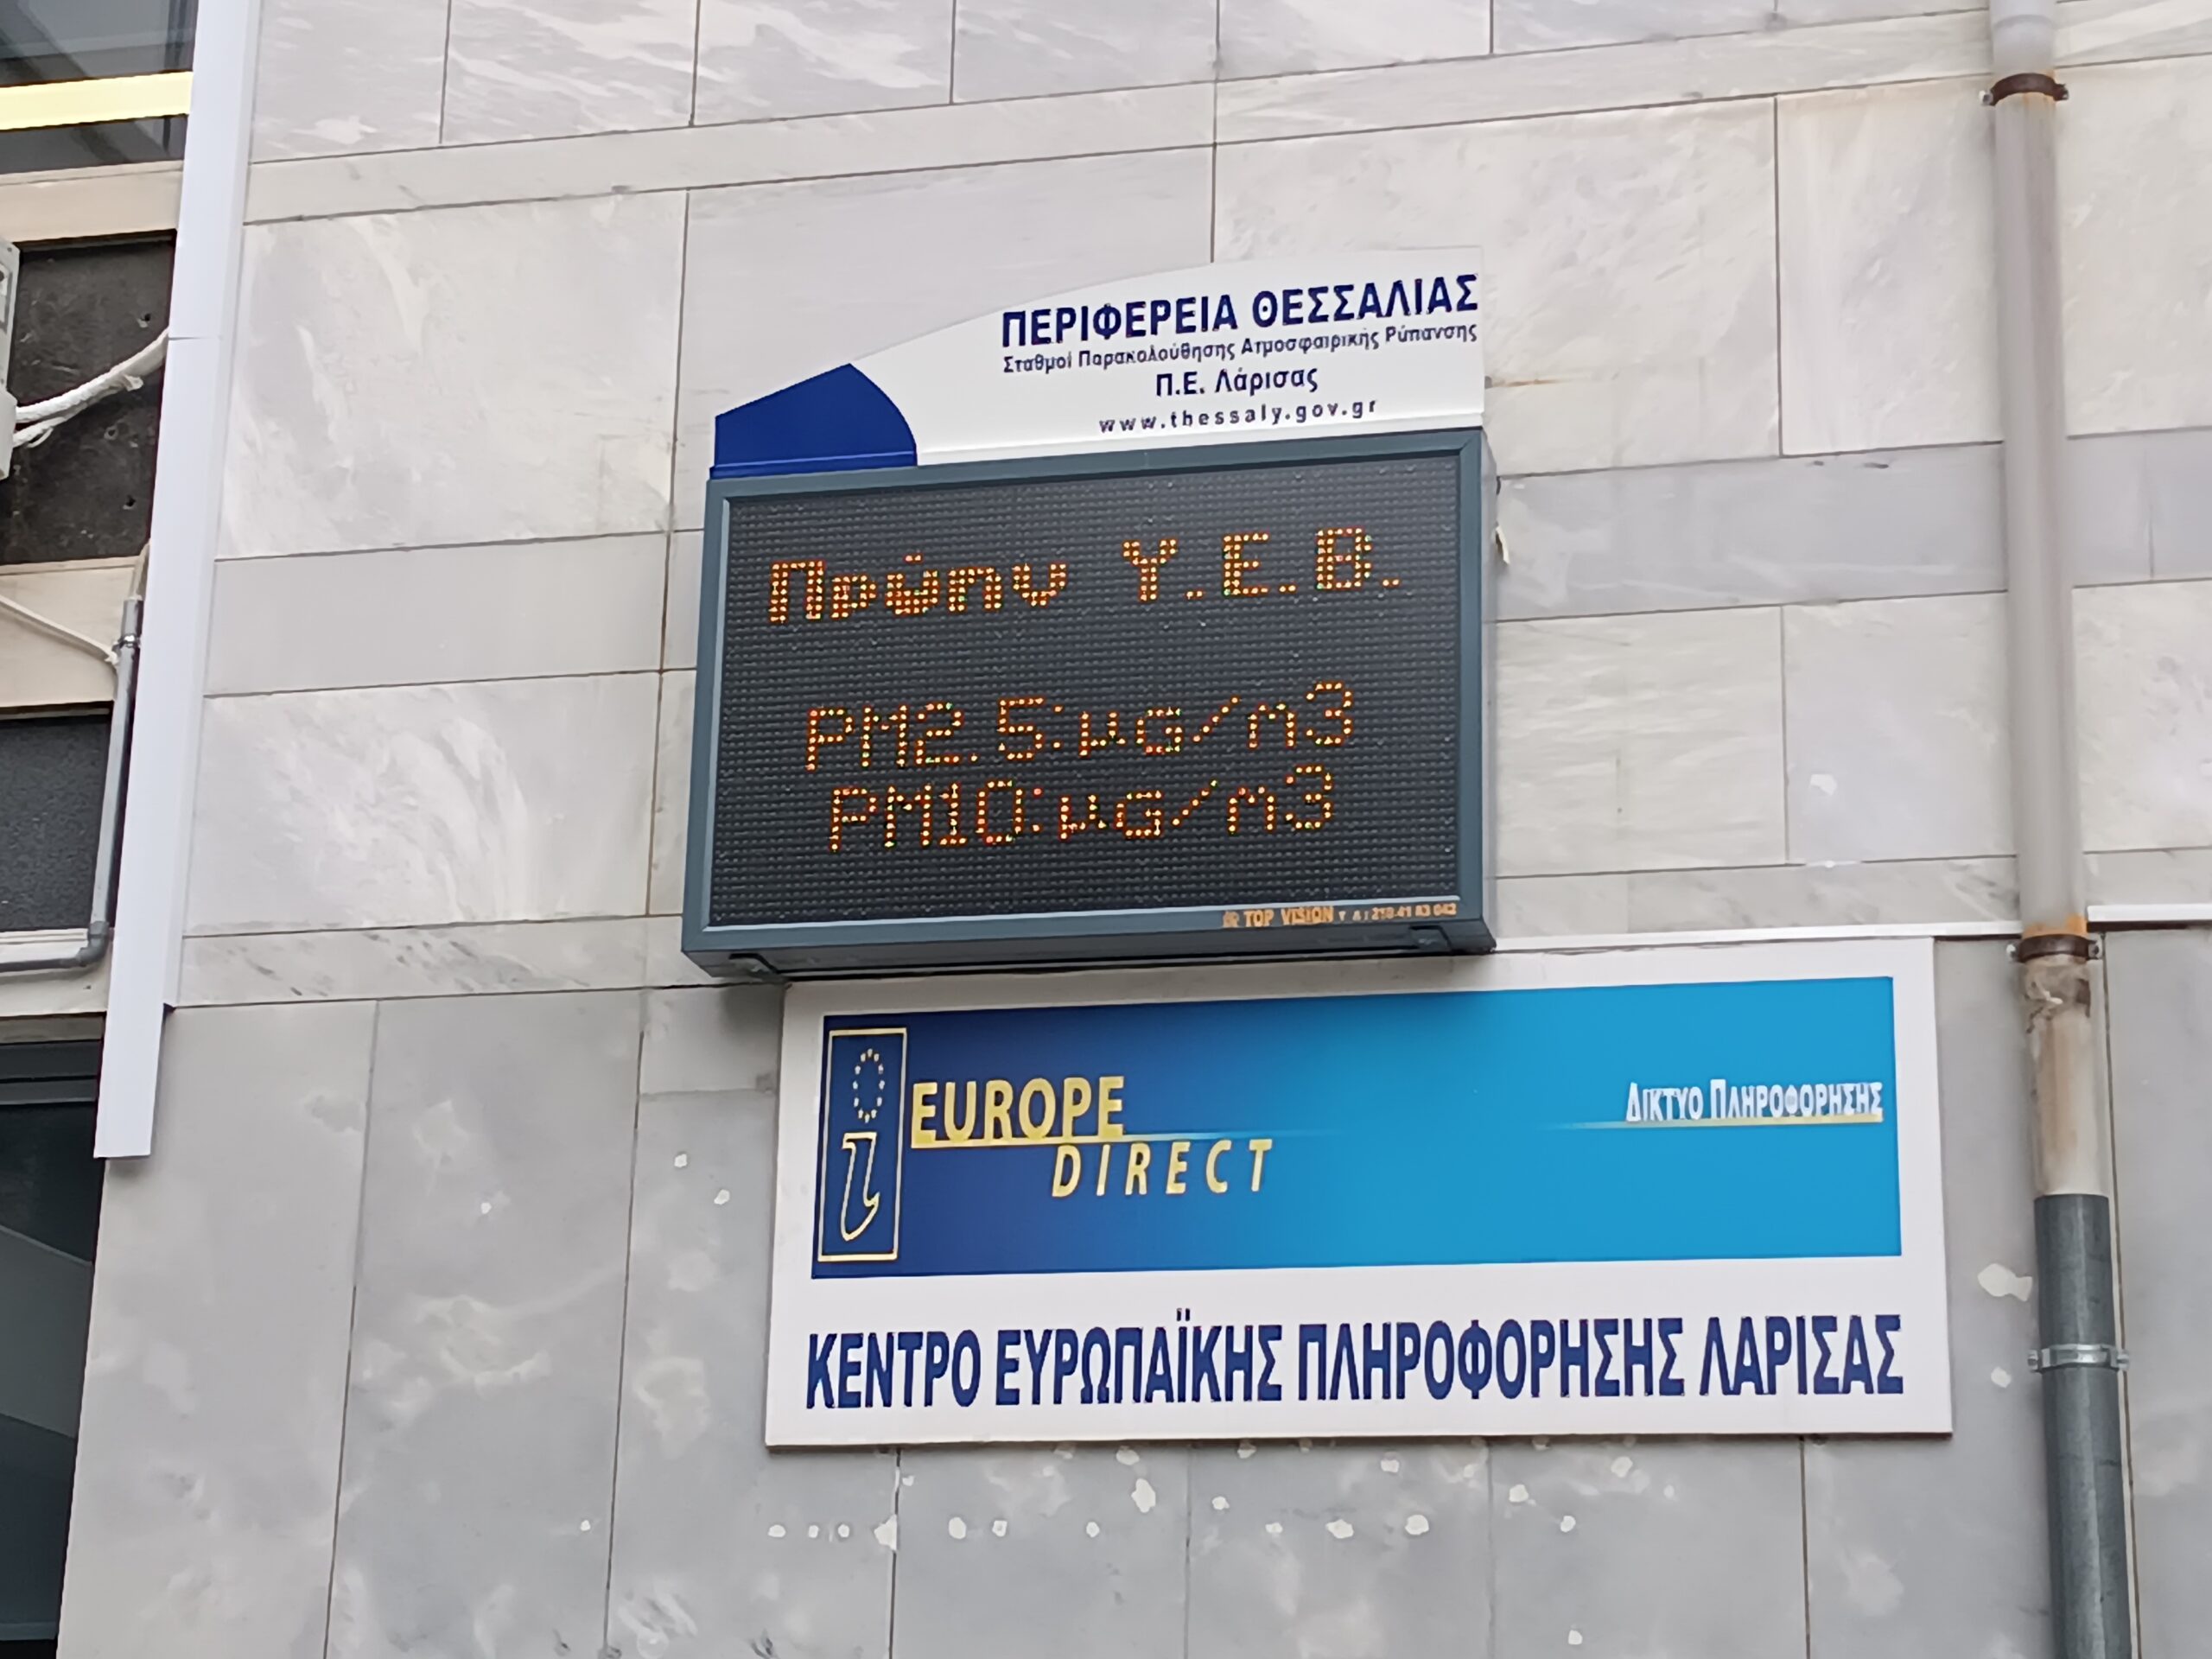 ΠΕΡΙΦΕΡΕΙΑ ΘΕΣΣΑΛΙΑΣ
Σταθμοί Παρακολούθησης Ατμοσφαιρικής Ρύπανσης
Π.Ε. Λάρισας
www.thessaly.gov.gr
Πρώην Υ.Ε.Β.
PM2.5:μg/m3
PM10:μg/m3
TOP VISION
EUROPE
DIRECT
ΔΙΚΤΥΟ ΠΛΗΡΟΦΟΡΗΣΗΣ
ΚΕΝΤΡΟ ΕΥΡΩΠΑΪΚΗΣ ΠΛΗΡΟΦΟΡΗΣΗΣ ΛΑΡΙΣΑΣ